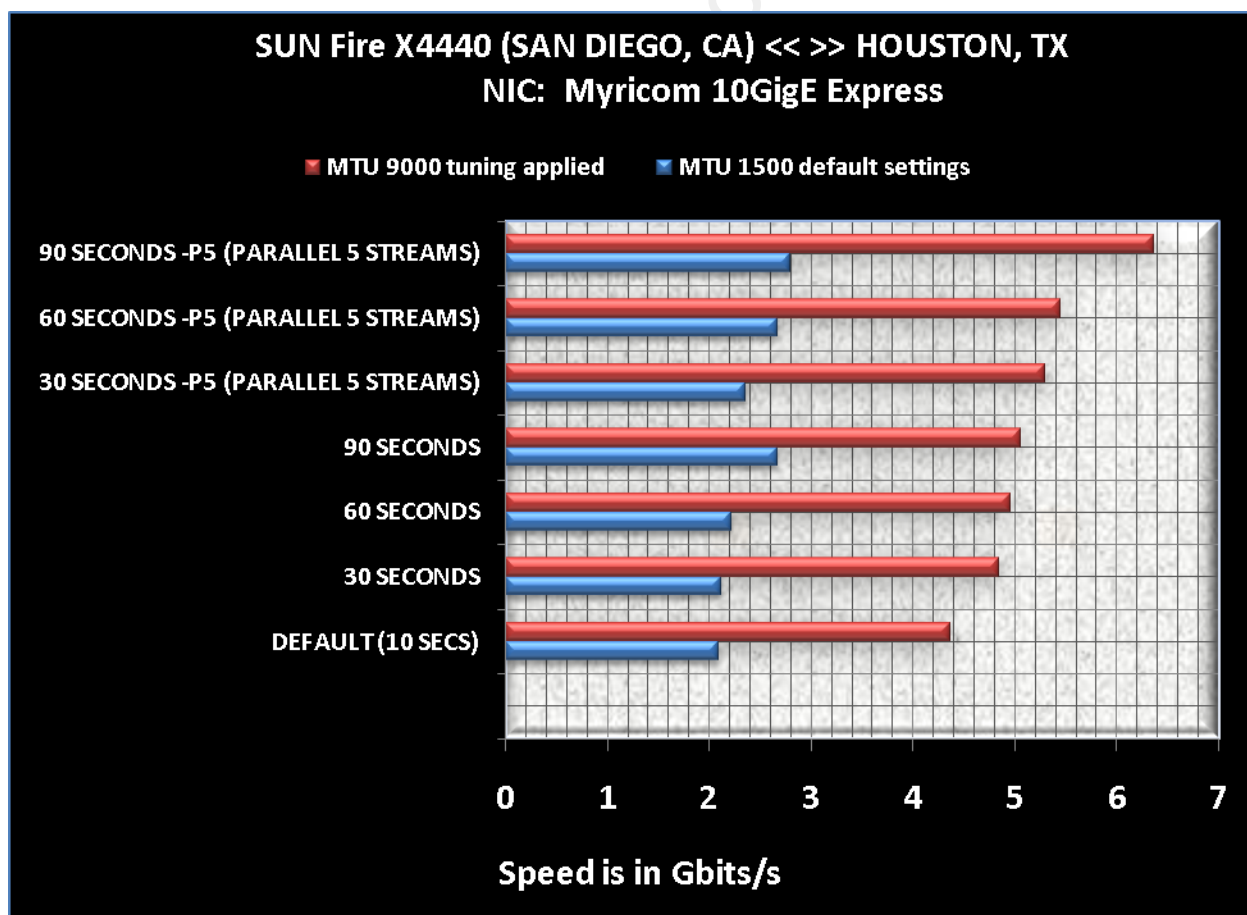 SUN Fire X4440 (SAN DIEGO, CA) << >> HOUSTON, TX
NIC:  Myricom 10GigE Express
MTU 9000 tuning applied
MTU 1500 default settings
90 SECONDS -P5 (PARALLEL 5 STREAMS)
60 SECONDS -P5 (PARALLEL 5 STREAMS)
30 SECONDS -P5 (PARALLEL 5 STREAMS)
90 SECONDS
60 SECONDS
30 SECONDS
DEFAULT (10 SECS)
0 1 2 3 4 5 6 7
Speed is in Gbits/s